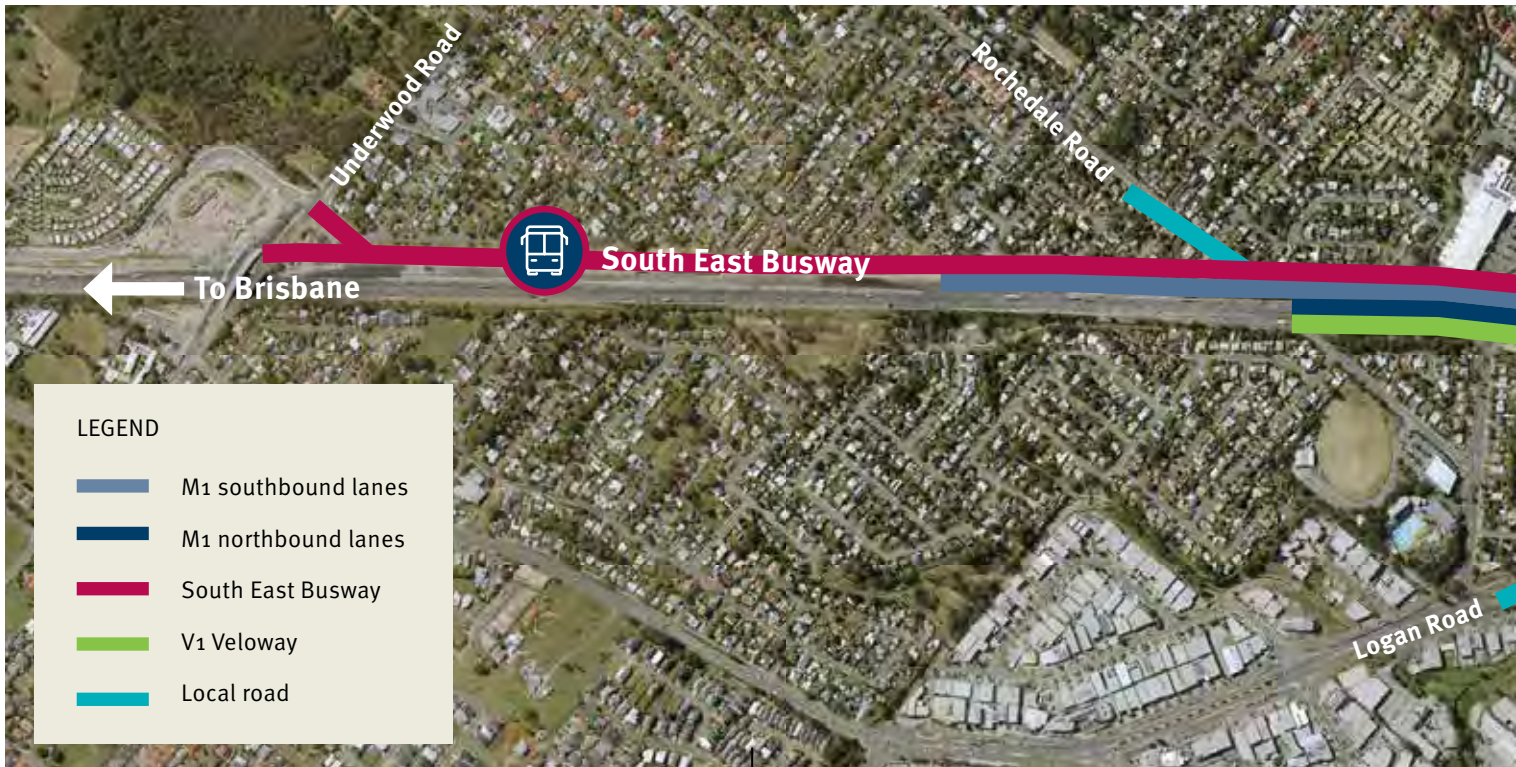 Underwood Road
Rochedale Road
South East Busway
To Brisbane
LEGEND
M1 southbound lanes
M1 northbound lanes
South East Busway
V1 Veloway
Local road
Logan Road